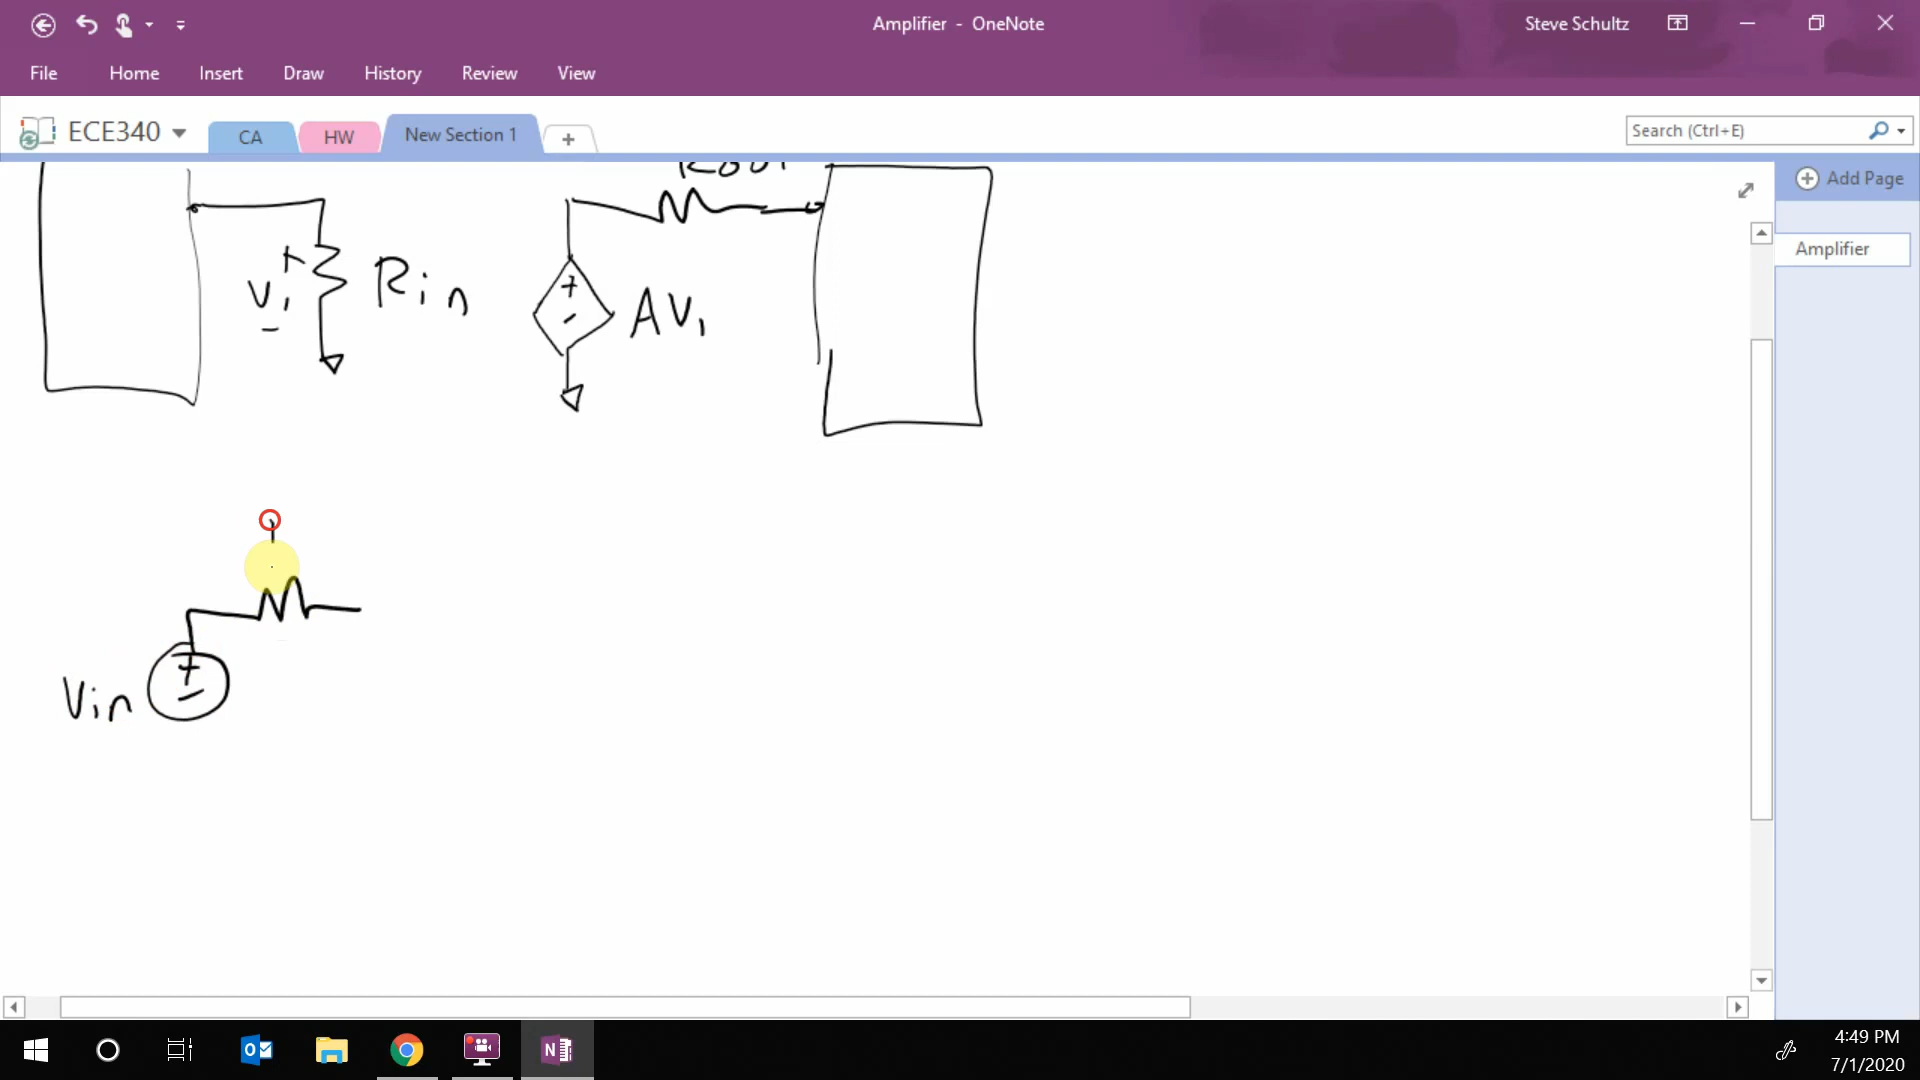 Amplifier - OneNote
Steve Schultz
File Home Insert Draw History Review View
ECE340 CA HW New Section 1
Search (Ctrl+E)
Add Page
Amplifier
Rout
V1 + - Rin
+ - AV1
Vin + -
4:49 PM
7/1/2020